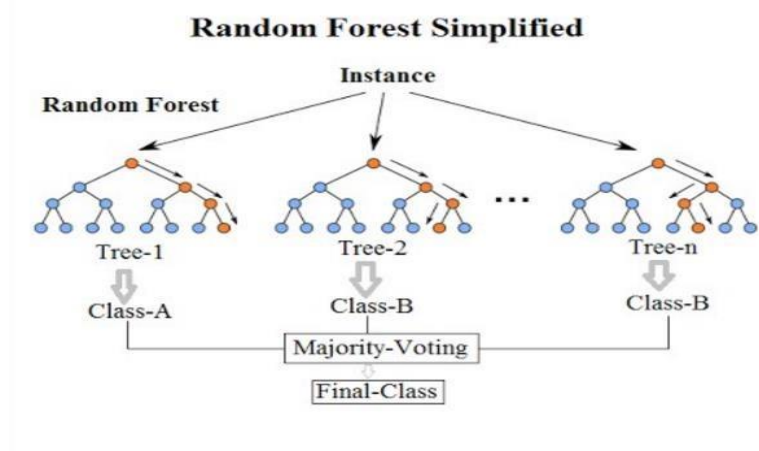 Random Forest Simplified
Instance
Random Forest
...
Tree-1 Tree-2 Tree-n
Class-A Class-B Class-B
Majority-Voting
Final-Class